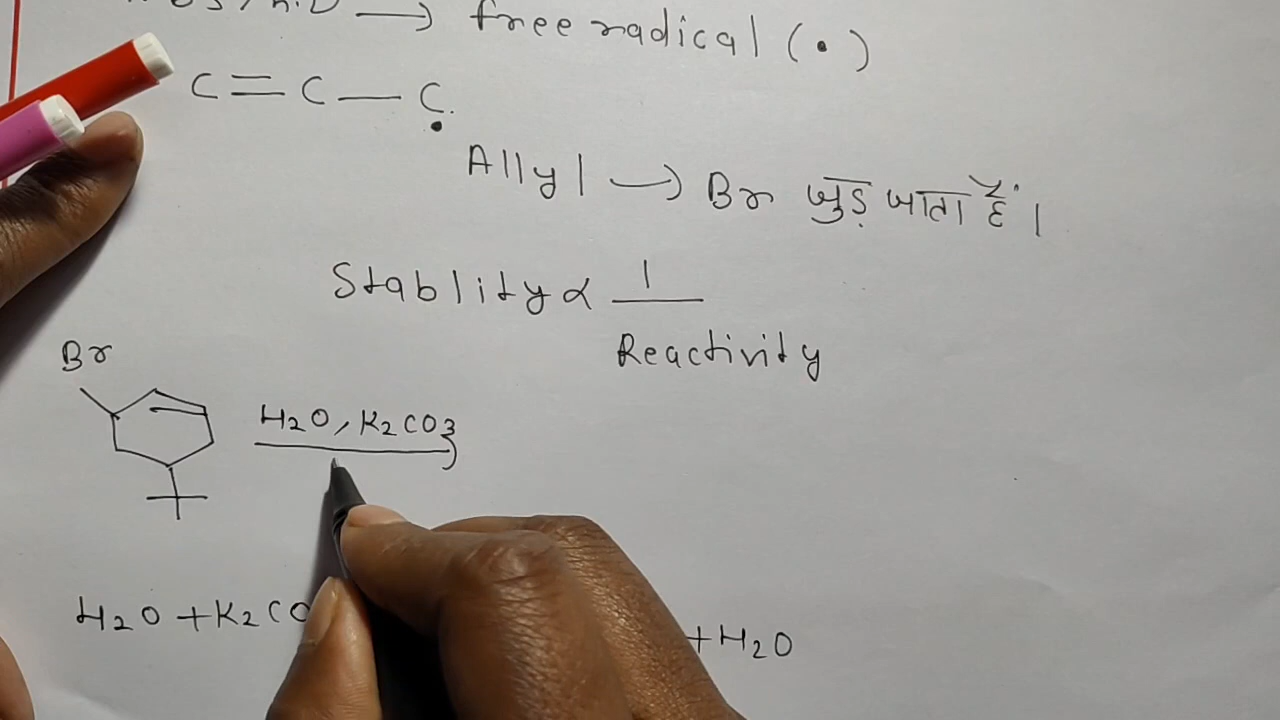 ⟶ free radical (•)
C=C—C
Allyl → Br जुड़ जाता हैं।
Stablity ∝ 1
Reactivity
Br
H2O, K2CO3
H2O + K2CO
+ H2O